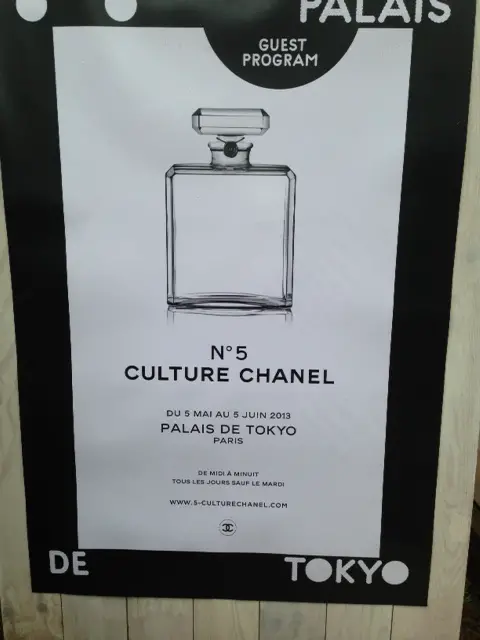 PALAIS
GUEST
PROGRAM
N°5
CULTURE CHANEL
DU 5 MAI AU 5 JUIN 2013
PALAIS DE TOKYO
PARIS
DE MIDI À MINUIT
TOUS LES JOURS SAUF LE MARDI
WWW.5-CULTURECHANEL.COM
DE TOKYO